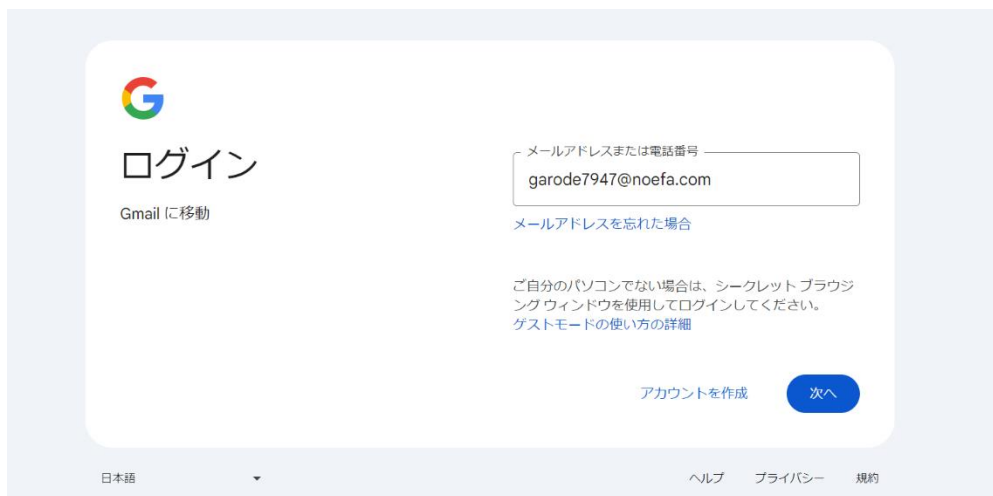 ログイン
Gmail に移動
メールアドレスまたは電話番号
garode7947@noefa.com
メールアドレスを忘れた場合
ご自分のパソコンでない場合は、シークレット ブラウジ
ング ウィンドウを使用してログインしてください。
ゲストモードの使い方の詳細
アカウントを作成
次へ
日本語
ヘルプ プライバシー 規約